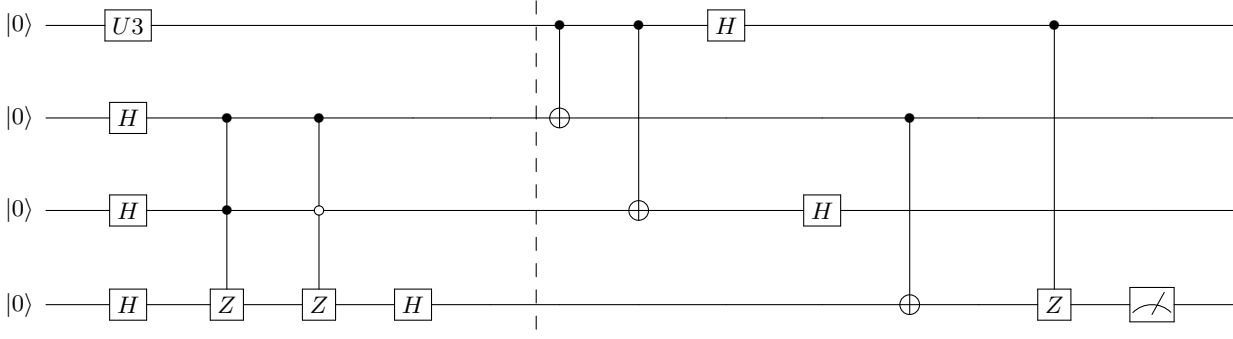 |0⟩ U3 H
|0⟩ H
|0⟩ H H
|0⟩ H Z Z H Z